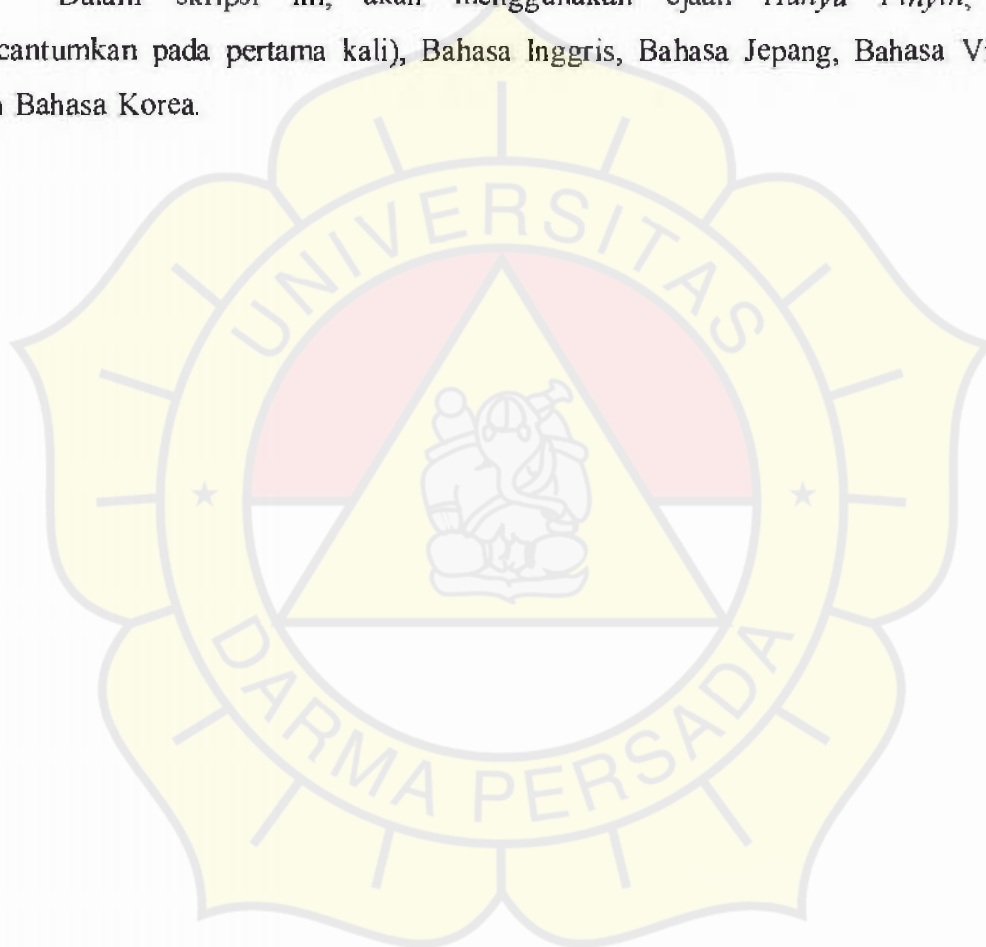 Dalam skripsi ini, akan menggunakan ejaan Hanyu Pinyin,
cantumkan pada pertama kali), Bahasa Inggris, Bahasa Jepang, Bahasa V
Bahasa Korea.
UNIVERSITAS
DARMA PERSADA